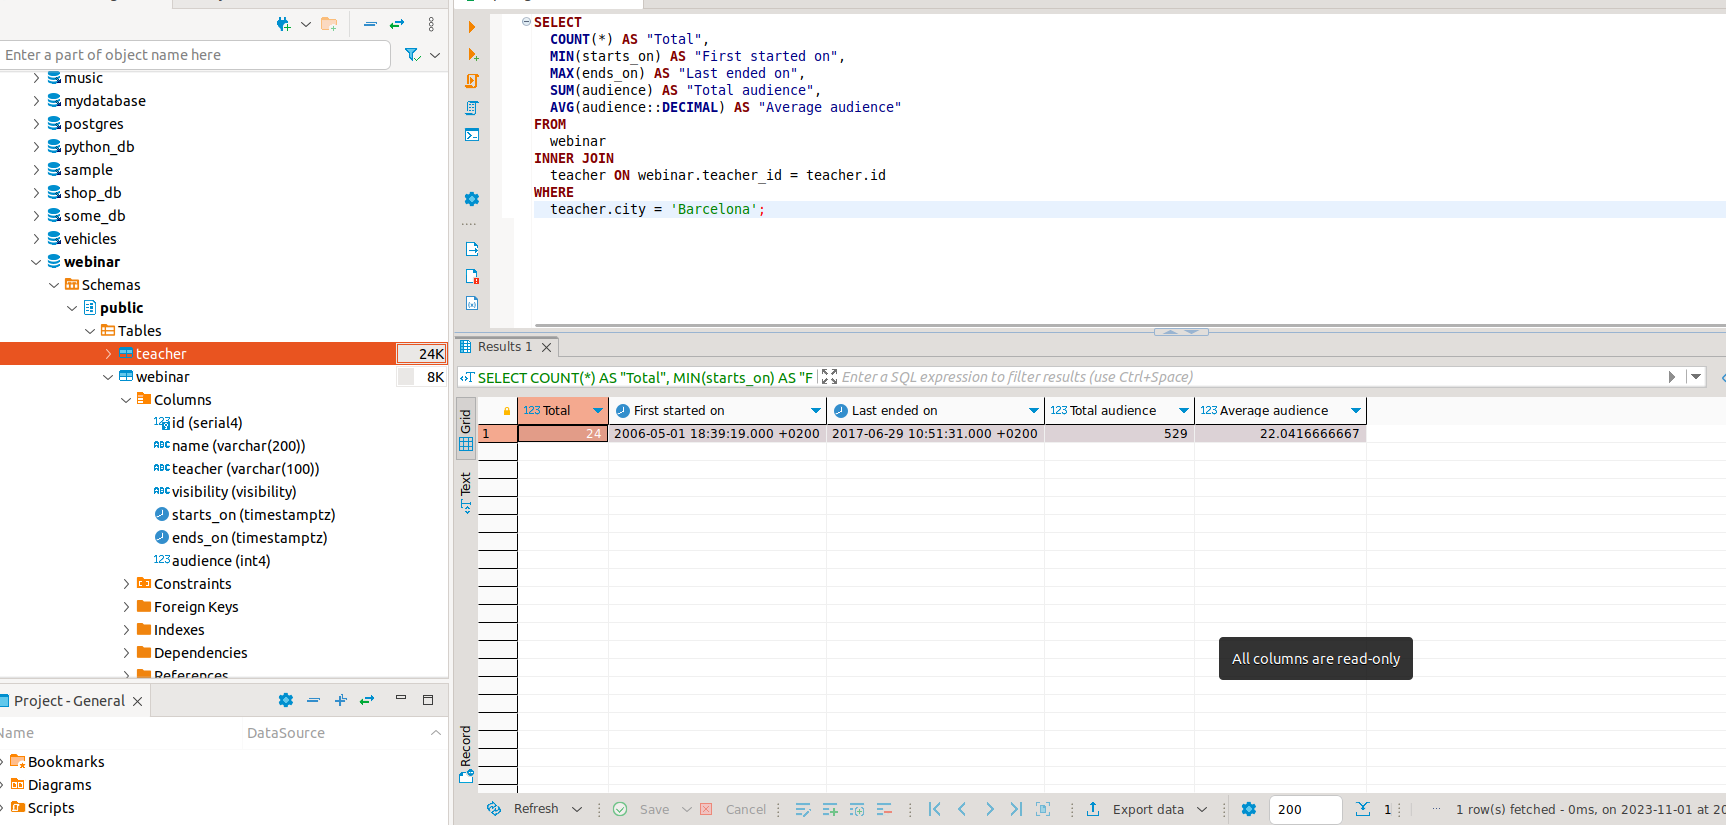 Enter a part of object name here
music
mydatabase
postgres
python_db
sample
shop_db
some_db
vehicles
webinar
Schemas
public
Tables
teacher 24K
webinar 8K
Columns
id (serial4)
name (varchar(200))
teacher (varchar(100))
visibility (visibility)
starts_on (timestamptz)
ends_on (timestamptz)
audience (int4)
Constraints
Foreign Keys
Indexes
Dependencies
References
Project - General
Name DataSource
Bookmarks
Diagrams
Scripts
SELECT
COUNT(*) AS "Total",
MIN(starts_on) AS "First started on",
MAX(ends_on) AS "Last ended on",
SUM(audience) AS "Total audience",
AVG(audience::DECIMAL) AS "Average audience"
FROM
webinar
INNER JOIN
teacher ON webinar.teacher_id = teacher.id
WHERE
teacher.city = 'Barcelona';
Results 1
SELECT COUNT(*) AS "Total", MIN(starts_on) AS "F Enter a SQL expression to filter results (use Ctrl+Space)
Grid
Text
Record
123 Total First started on Last ended on 123 Total audience 123 Average audience
1 24 2006-05-01 18:39:19.000 +0200 2017-06-29 10:51:31.000 +0200 529 22.0416666667
All columns are read-only
Refresh Save Cancel Export data 200 1 1 row(s) fetched - 0ms, on 2023-11-01 at 20